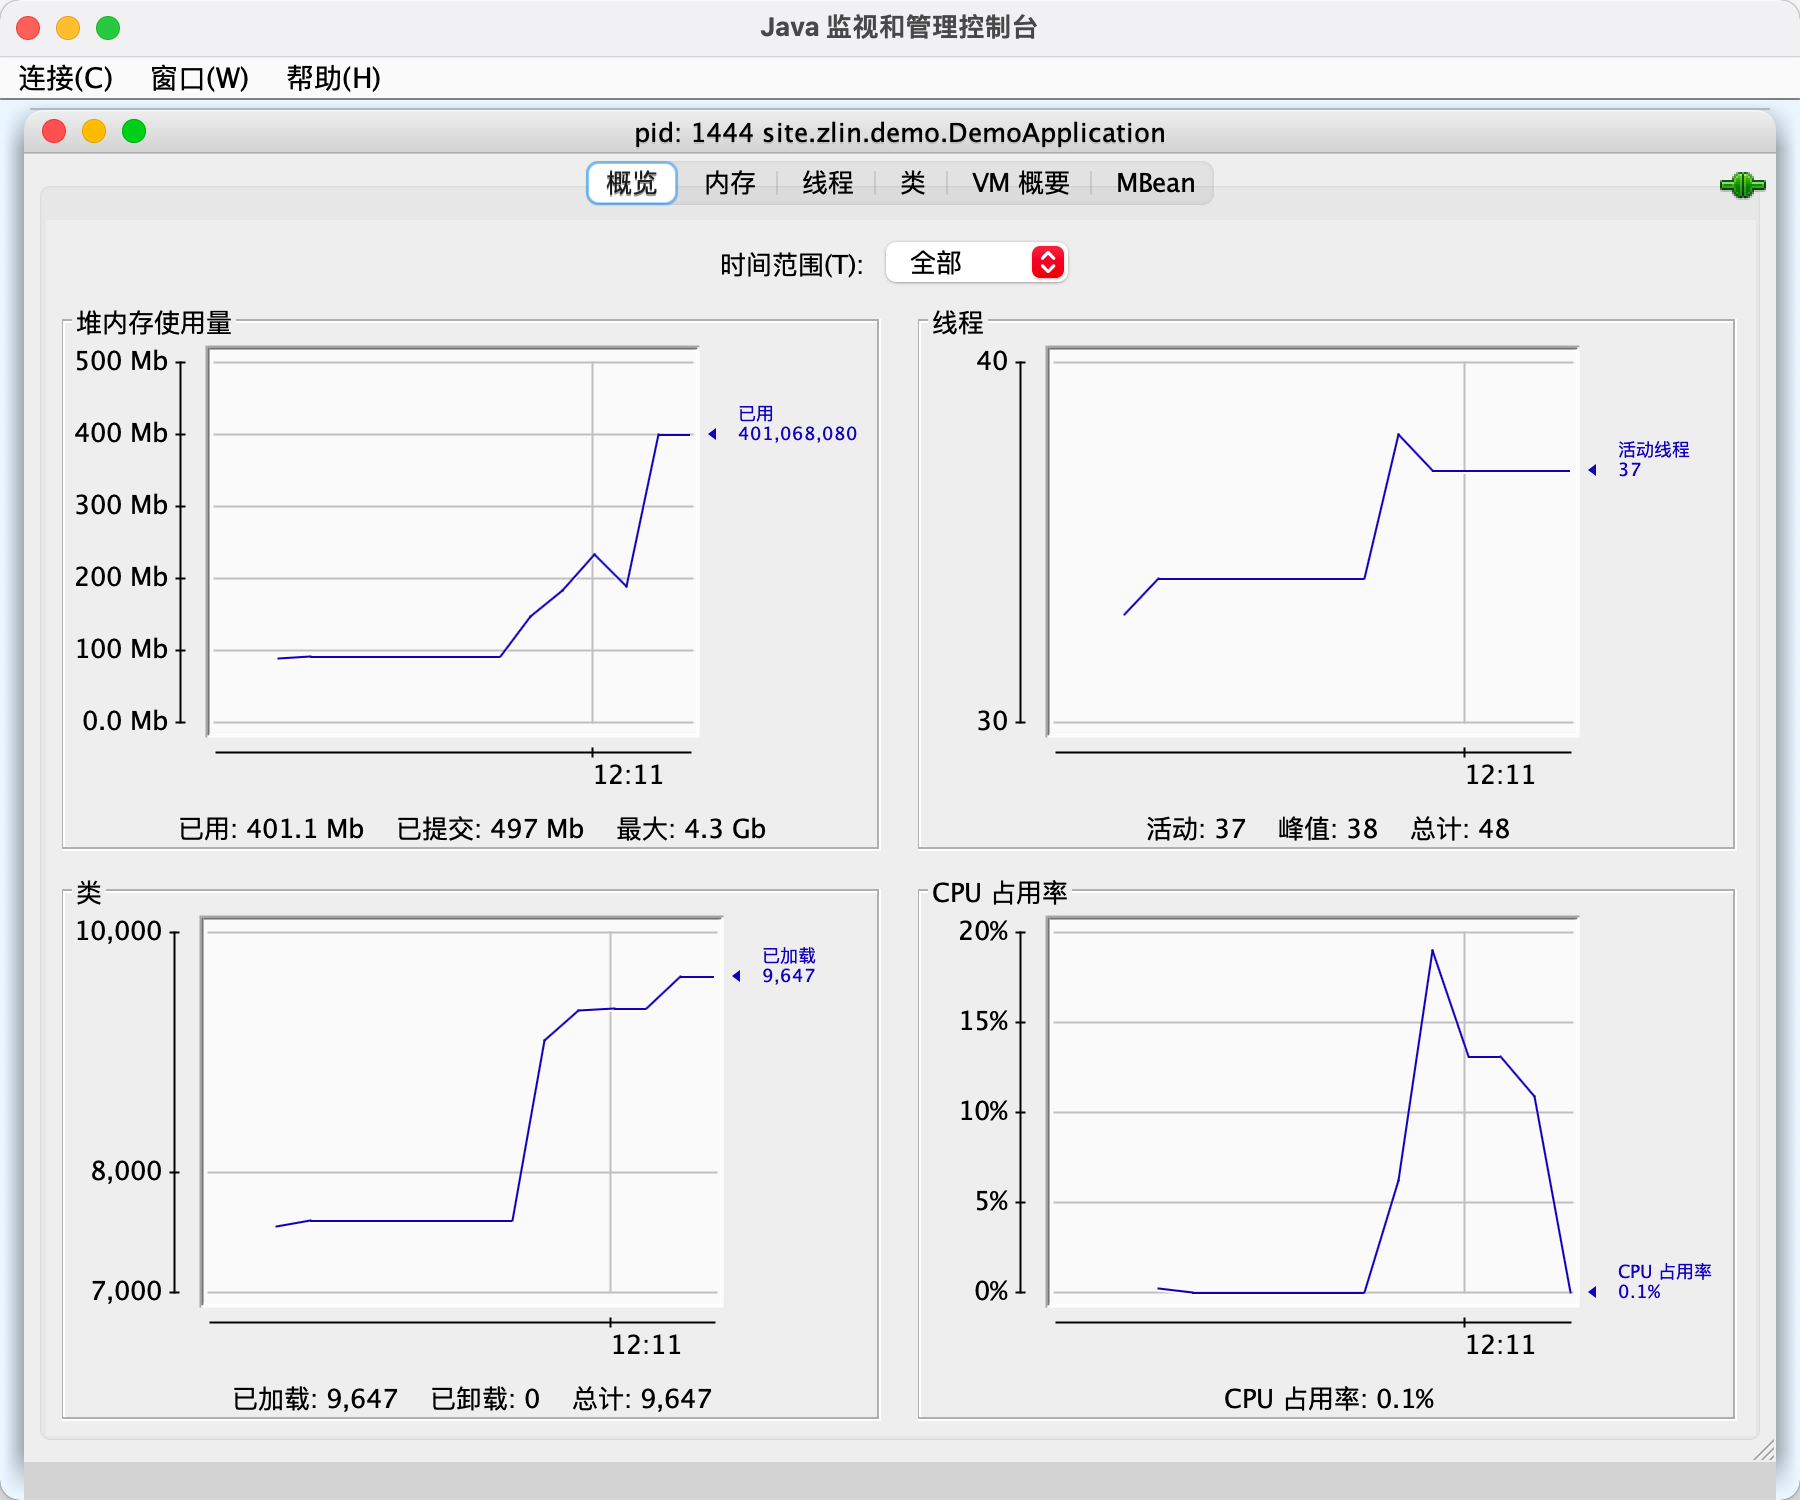 Java 监视和管理控制台
连接(C) 窗口(W) 帮助(H)
pid: 1444 site.zlin.demo.DemoApplication
概览 内存 线程 类 VM 概要 MBean
时间范围(T): 全部
堆内存使用量
500 Mb
400 Mb
300 Mb
200 Mb
100 Mb
0.0 Mb
已用
401,068,080
12:11
已用: 401.1 Mb 已提交: 497 Mb 最大: 4.3 Gb
线程
40
30
活动线程
37
12:11
活动: 37 峰值: 38 总计: 48
类
10,000
8,000
7,000
已加载
9,647
12:11
已加载: 9,647 已卸载: 0 总计: 9,647
CPU 占用率
20%
15%
10%
5%
0%
CPU 占用率
0.1%
12:11
CPU 占用率: 0.1%